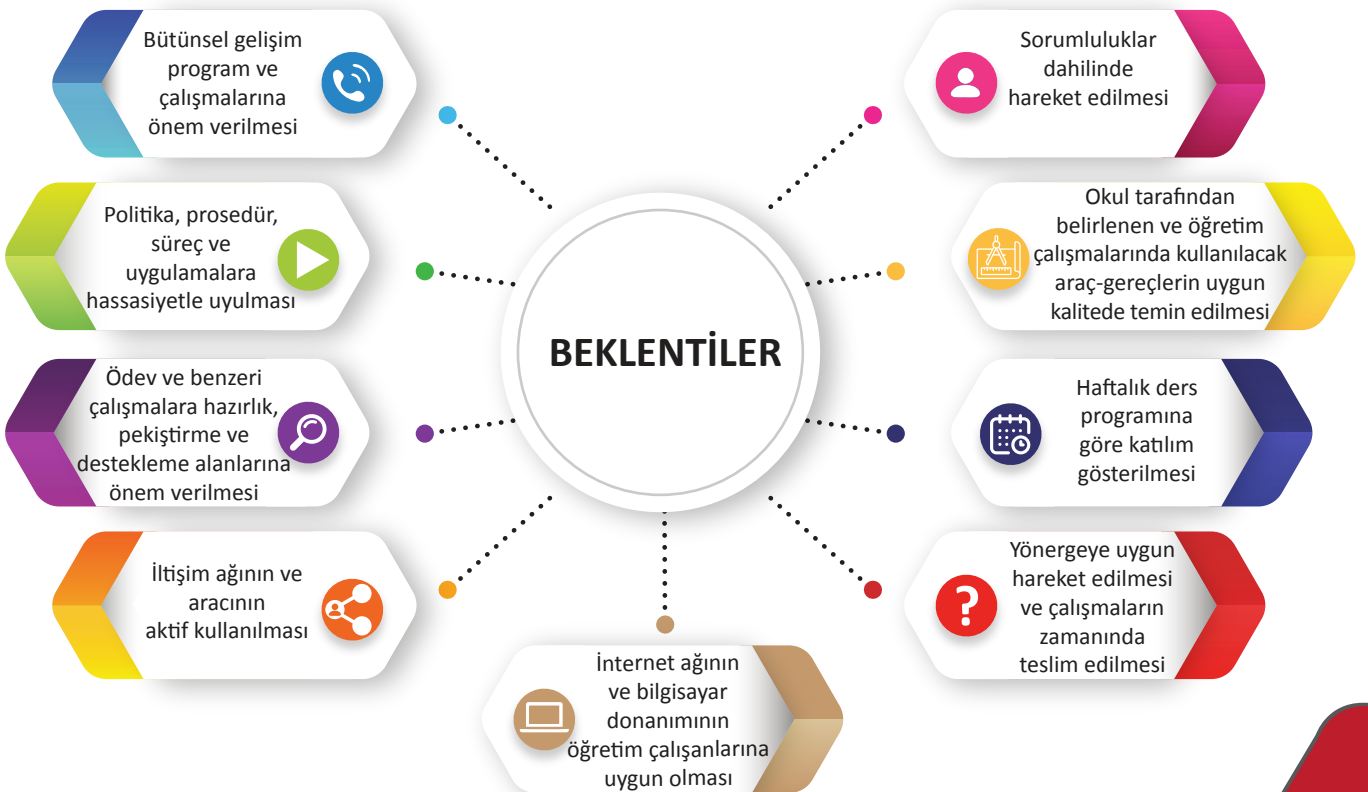 Bütünsel gelişim
program ve
çalışmalarına
önem verilmesi
Politika, prosedür,
süreç ve
uygulamalara
hassasiyetle uyulması
Ödev ve benzeri
çalışmalara hazırlık,
pekiştirme ve
destekleme alanlarına
önem verilmesi
İltişim ağının ve
aracının
aktif kullanılması
BEKLENTİLER
İnternet ağının
ve bilgisayar
donanımının
öğretim çalışanlarına
uygun olması
Sorumluluklar
dahilinde
hareket edilmesi
Okul tarafından
belirlenen ve öğretim
çalışmalarında kullanılacak
araç-gereçlerin uygun
kalitede temin edilmesi
Haftalık ders
programına
göre katılım
gösterilmesi
?
Yönergeye uygun
hareket edilmesi
ve çalışmaların
zamanında
teslim edilmesi